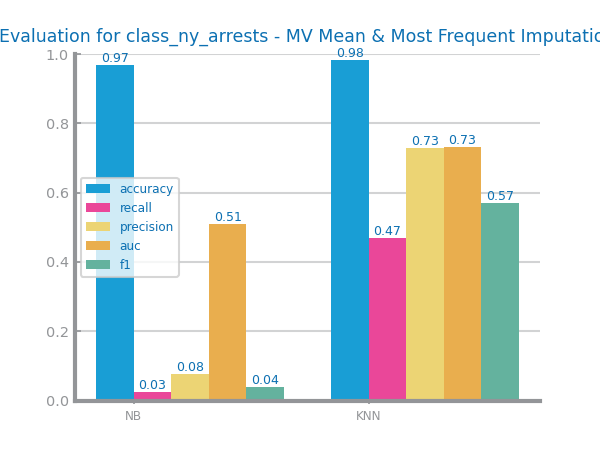 Evaluation for class_ny_arrests - MV Mean & Most Frequent Imputatio
1.0
0.8
0.6
0.4
0.2
0.0
0.97
0.03
0.08
0.51
0.04
0.98
0.47
0.73
0.73
0.57
accuracy
recall
precision
auc
f1
NB
KNN